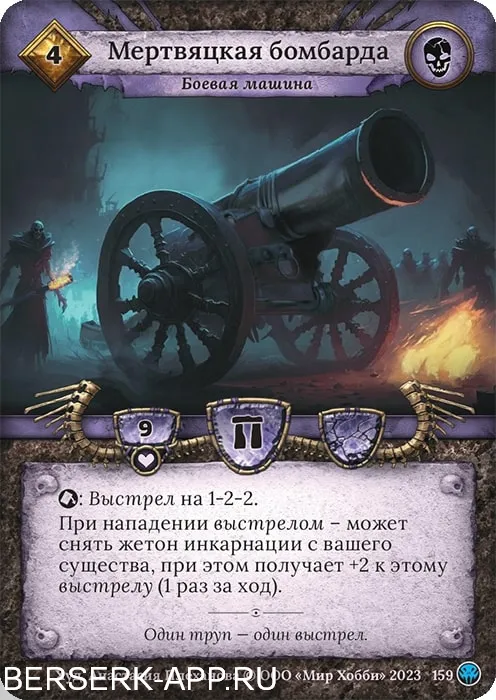 4
Мертвяцкая бомбарда
Боевая машина
9
: Выстрел на 1-2-2.
При нападении выстрелом – может
снять жетон инкарнации с вашего
существа, при этом получает +2 к этому
выстрелу (1 раз за ход).
Один труп – один выстрел.
Анастасия © ООО «Мир Хобби» 2023 159
BERSERK-APP.RU